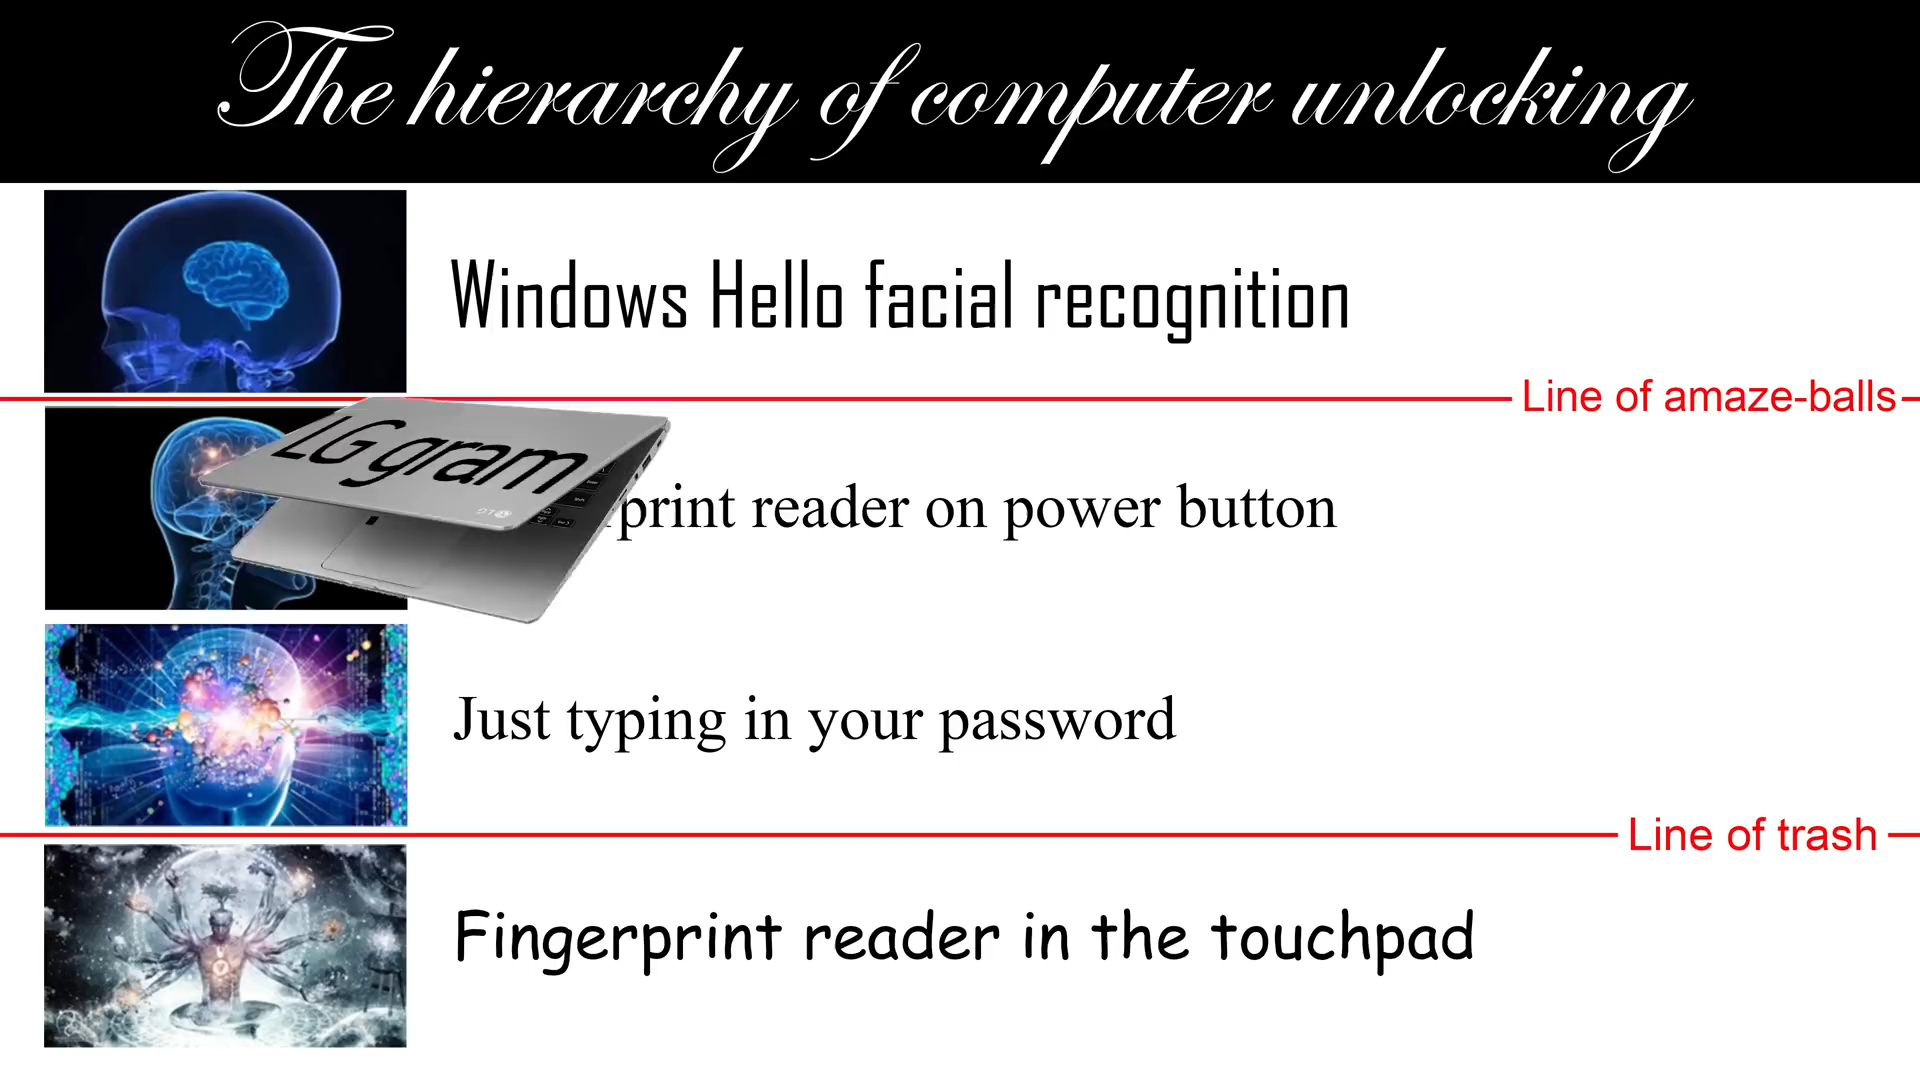 The hierarchy of computer unlocking
Windows Hello facial recognition
Line of amaze-balls
LG gram
LG
print reader on power button
Just typing in your password
Line of trash
Fingerprint reader in the touchpad